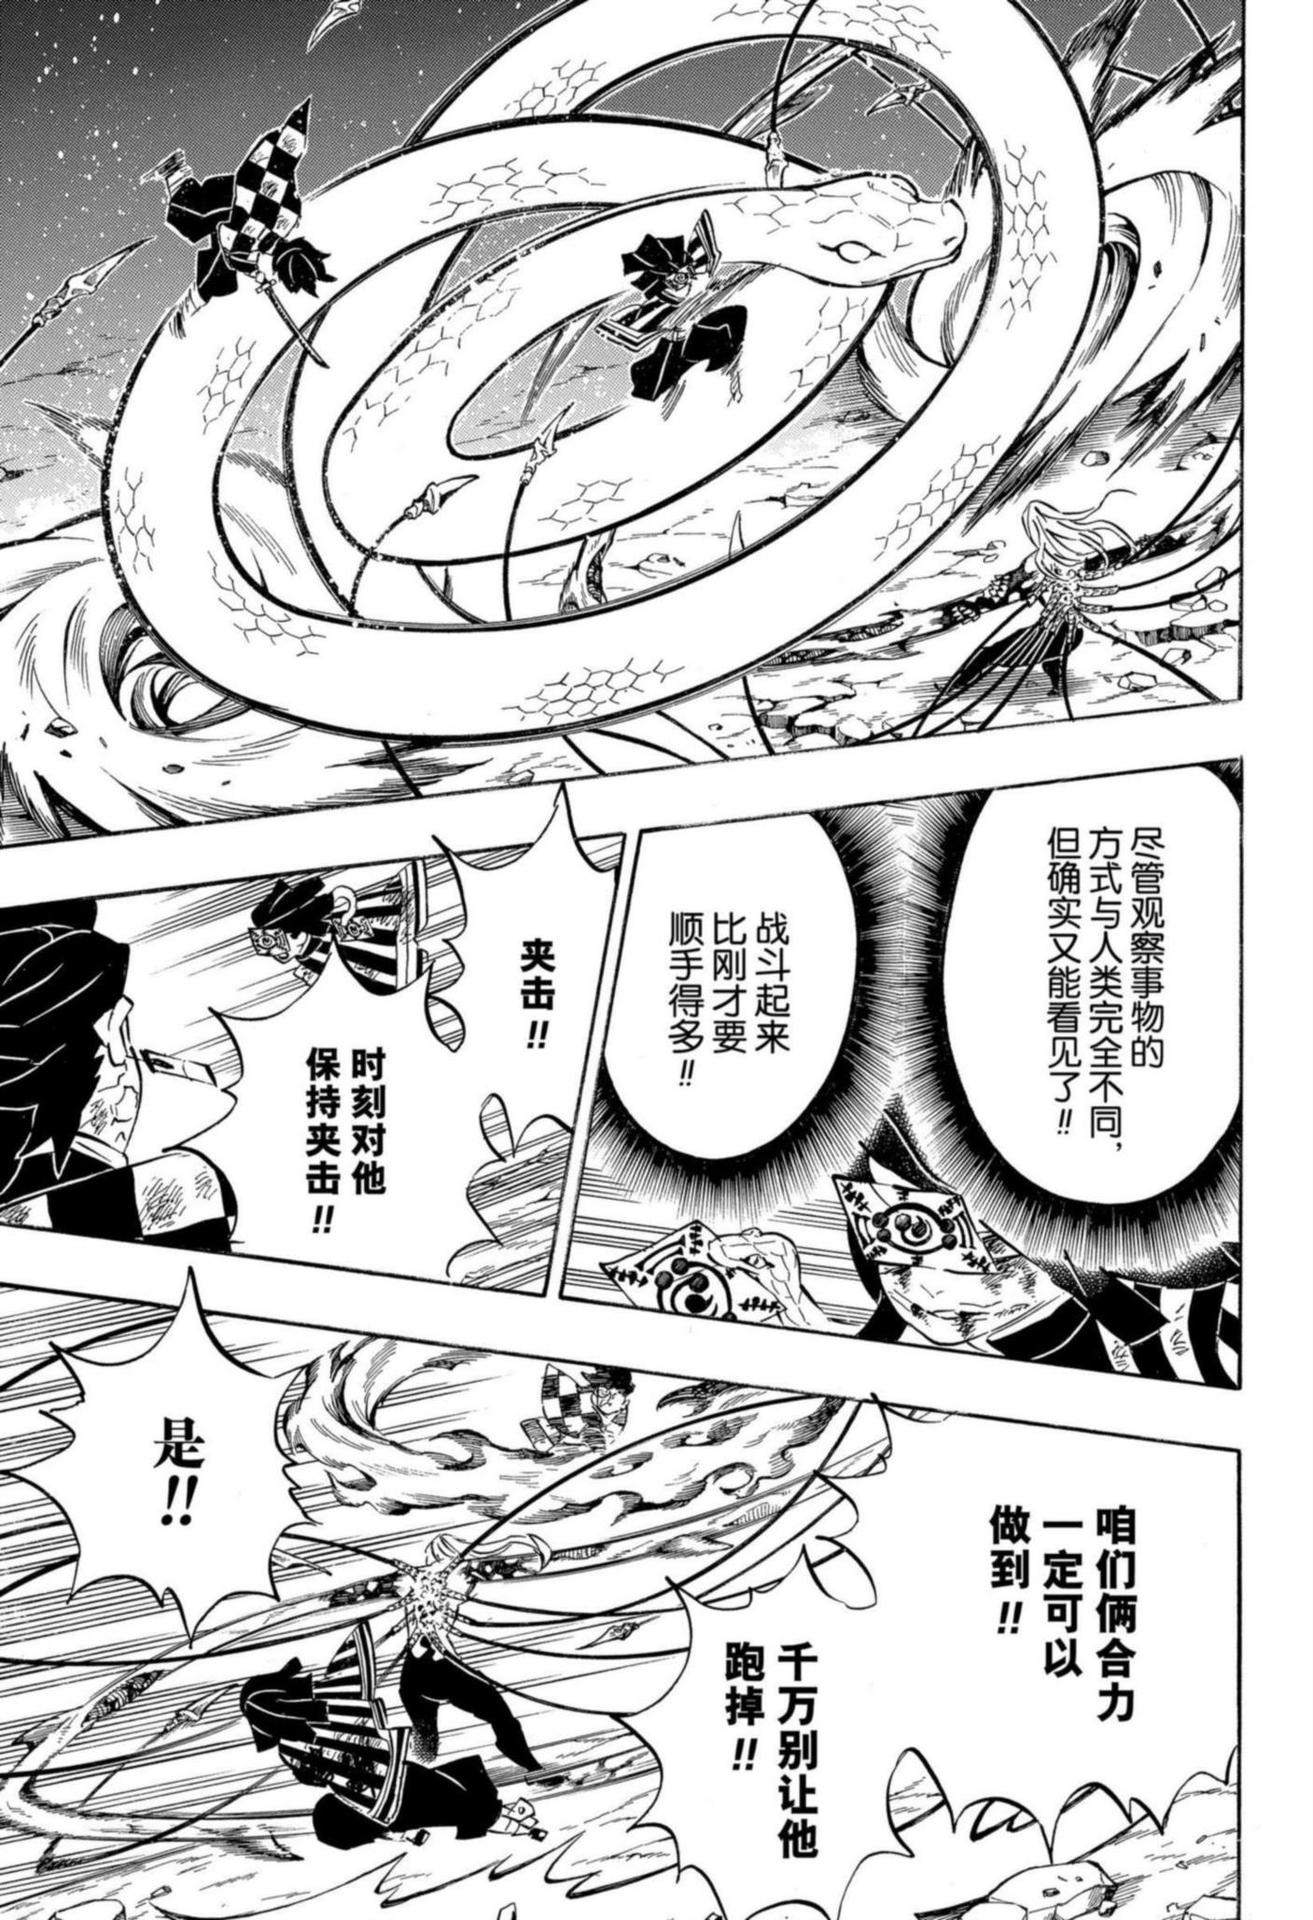 尽管观察事物的
方式与人类完全不同，
但确实又能看见了!!
战斗起来
比刚才要
顺手得多!!
夹击!!
时刻对他
保持夹击!!
咱们俩合力
一定可以
做到!!
千万别让他
跑掉!!
是!!